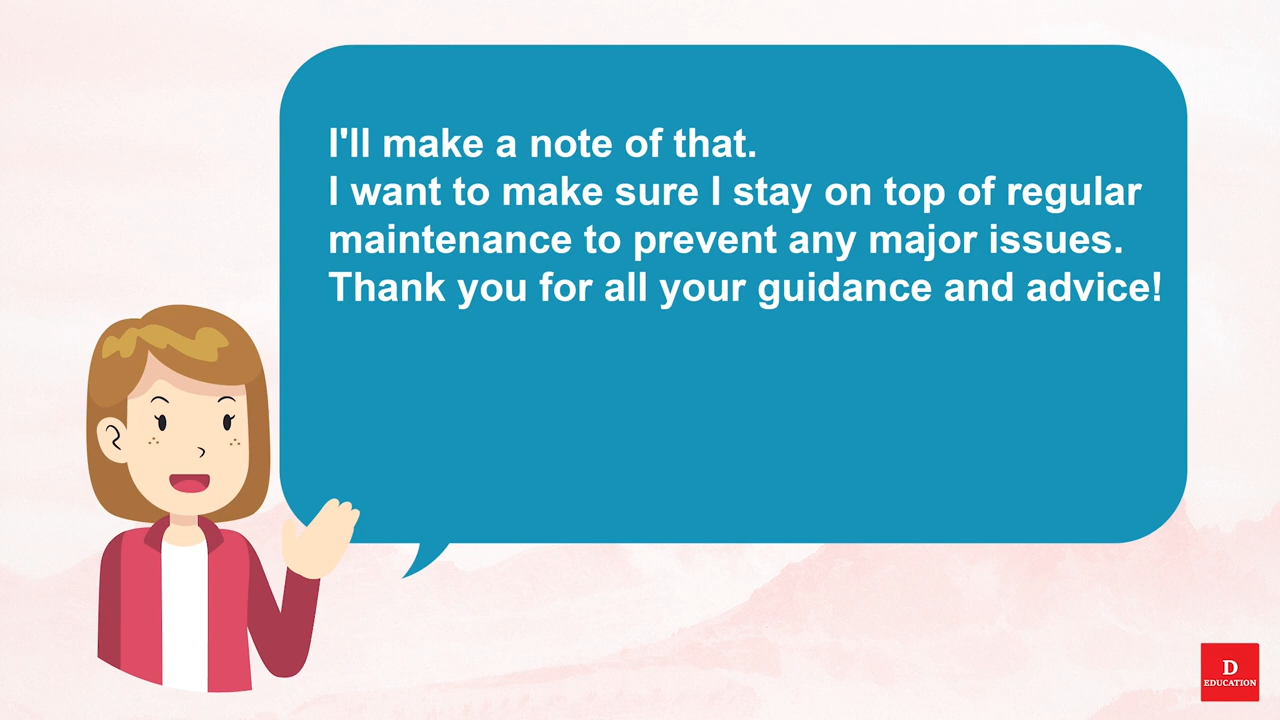 I'll make a note of that.
I want to make sure I stay on top of regular
maintenance to prevent any major issues.
Thank you for all your guidance and advice!
D
EDUCATION